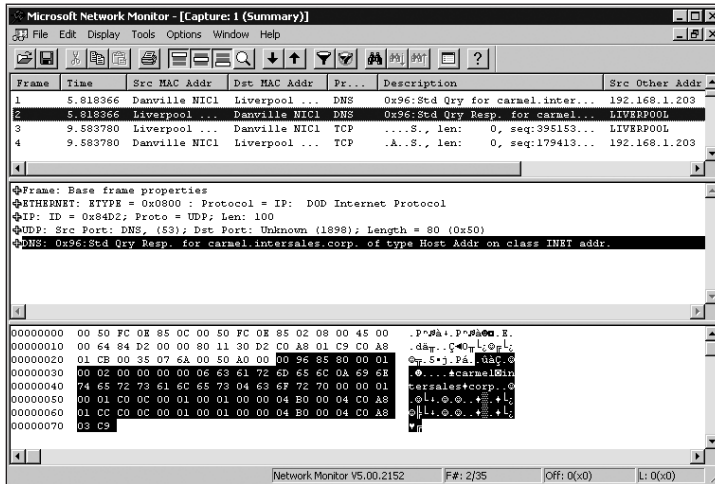 Microsoft Network Monitor - [Capture: 1 (Summary)]
File Edit Display Tools Options Window Help
Frame Time Src MAC Addr Dst MAC Addr Pr... Description Src Other Addr
1 5.818366 Danville NIC1 Liverpool ... DNS 0x96:Std Qry for carmel.inter... 192.168.1.203
2 5.818366 Liverpool ... Danville NIC1 DNS 0x96:Std Qry Resp. for carmel... LIVERPOOL
3 9.583780 Liverpool ... Danville NIC1 TCP ....S., len: 0, seq:395153... LIVERPOOL
4 9.583780 Danville NIC1 Liverpool ... TCP .A..S., len: 0, seq:179413... 192.168.1.203
Frame: Base frame properties
ETHERNET: ETYPE = 0x0800 : Protocol = IP: DOD Internet Protocol
IP: ID = 0x84D2; Proto = UDP; Len: 100
UDP: Src Port: DNS, (53); Dst Port: Unknown (1898); Length = 80 (0x50)
DNS: 0x96:Std Qry Resp. for carmel.intersales.corp. of type Host Addr on class INET addr.
00000000 00 50 FC 0E 85 0C 00 50 FC 0E 85 02 08 00 45 00
00000010 00 64 84 D2 00 00 80 11 30 D2 C0 A8 01 C9 C0 A8
00000020 01 CB 00 35 07 6A 00 50 A0 00 00 96 85 80 00 01
00000030 00 02 00 00 00 00 06 63 61 72 6D 65 6C 0A 69 6E
00000040 74 65 72 73 61 6C 65 73 04 63 6F 72 70 00 00 01
00000050 00 01 C0 0C 00 01 00 01 00 00 04 B0 00 04 C0 A8
00000060 01 CC C0 0C 00 01 00 01 00 00 04 B0 00 04 C0 A8
00000070 03 C9
Network Monitor V5.00.2152 F#: 2/35 Off: 0(x0) L: 0(x0)